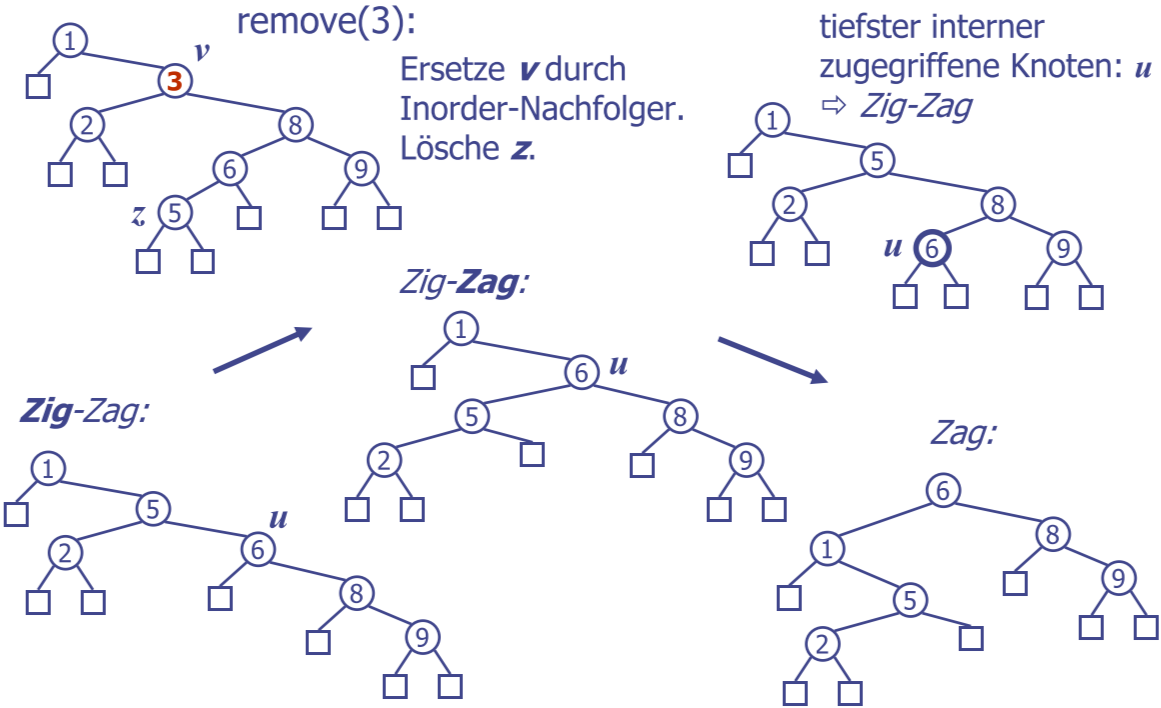 remove(3):
Ersetze v durch
Inorder-Nachfolger.
Lösche z.
1
v
3
2
8
6
9
z
5
tiefster interner
zugegriffene Knoten: u
⇨ Zig-Zag
1
5
2
8
u
6
9
Zig-Zag:
1
5
2
u
6
8
9
Zig-Zag:
1
6
u
5
8
2
9
Zag:
6
1
8
5
9
2